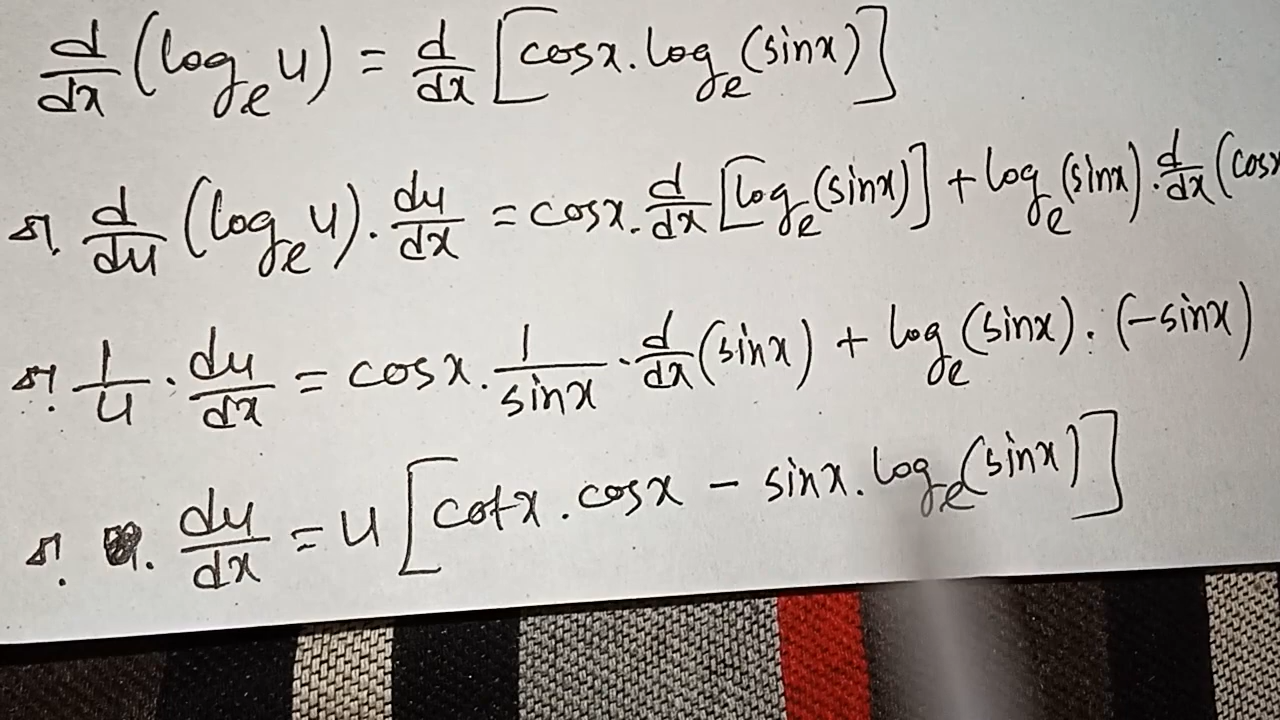 d/dx (log_e u) = d/dx [cosx . log_e (sinx)]
वा. d/du (log_e u) . du/dx = cosx . d/dx [log_e (sinx)] + log_e (sinx) . d/dx (cosx
वा. 1/u . du/dx = cosx . 1/sinx . d/dx (sinx) + log_e (sinx) . (-sinx)
वा. du/dx = u [cotx . cosx - sinx . log_e (sinx)]